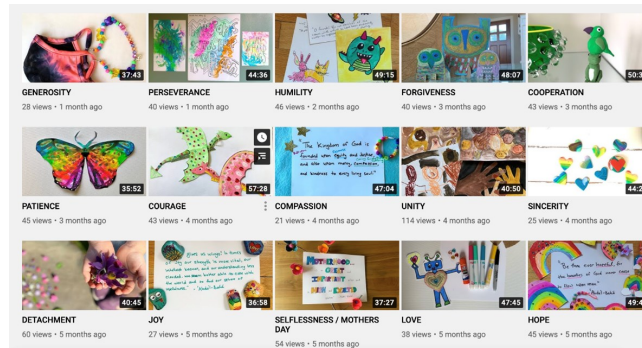 37:43
44:36
49:15
48:07
GENEROSITY
PERSEVERANCE
HUMILITY
FORGIVENESS
COOPERATION
28 views • 1 month ago
40 views • 1 month ago
46 views • 2 months ago
40 views • 3 months ago
43 views • 3 months ago
"The Kingdom of God is
founded upon equity and justice,
and also upon mercy, compassion,
and kindness to every living soul."
35:52
57:28
47:04
40:50
PATIENCE
COURAGE
COMPASSION
UNITY
SINCERITY
45 views • 3 months ago
43 views • 4 months ago
21 views • 4 months ago
114 views • 4 months ago
25 views • 4 months ago
MOTHERHOOD...
GREAT
IMPORTANT
40:45
36:58
37:27
47:45
DETACHMENT
JOY
SELFLESSNESS / MOTHERS
DAY
LOVE
HOPE
60 views • 5 months ago
27 views • 5 months ago
54 views • 5 months ago
38 views • 5 months ago
45 views • 5 months ago